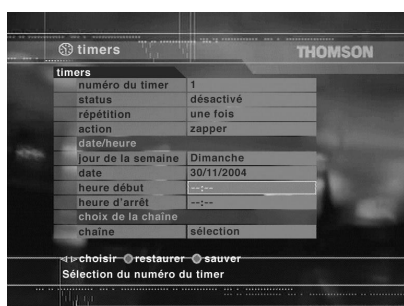 timers
THOMSON
timers
numéro du timer 1
status désactivé
répétition une fois
action zapper
date/heure
jour de la semaine Dimanche
date 30/11/2004
heure début --:--
heure d'arrêt --:--
choix de la chaîne
chaîne sélection
choisir restaurer sauver
Sélection du numéro du timer